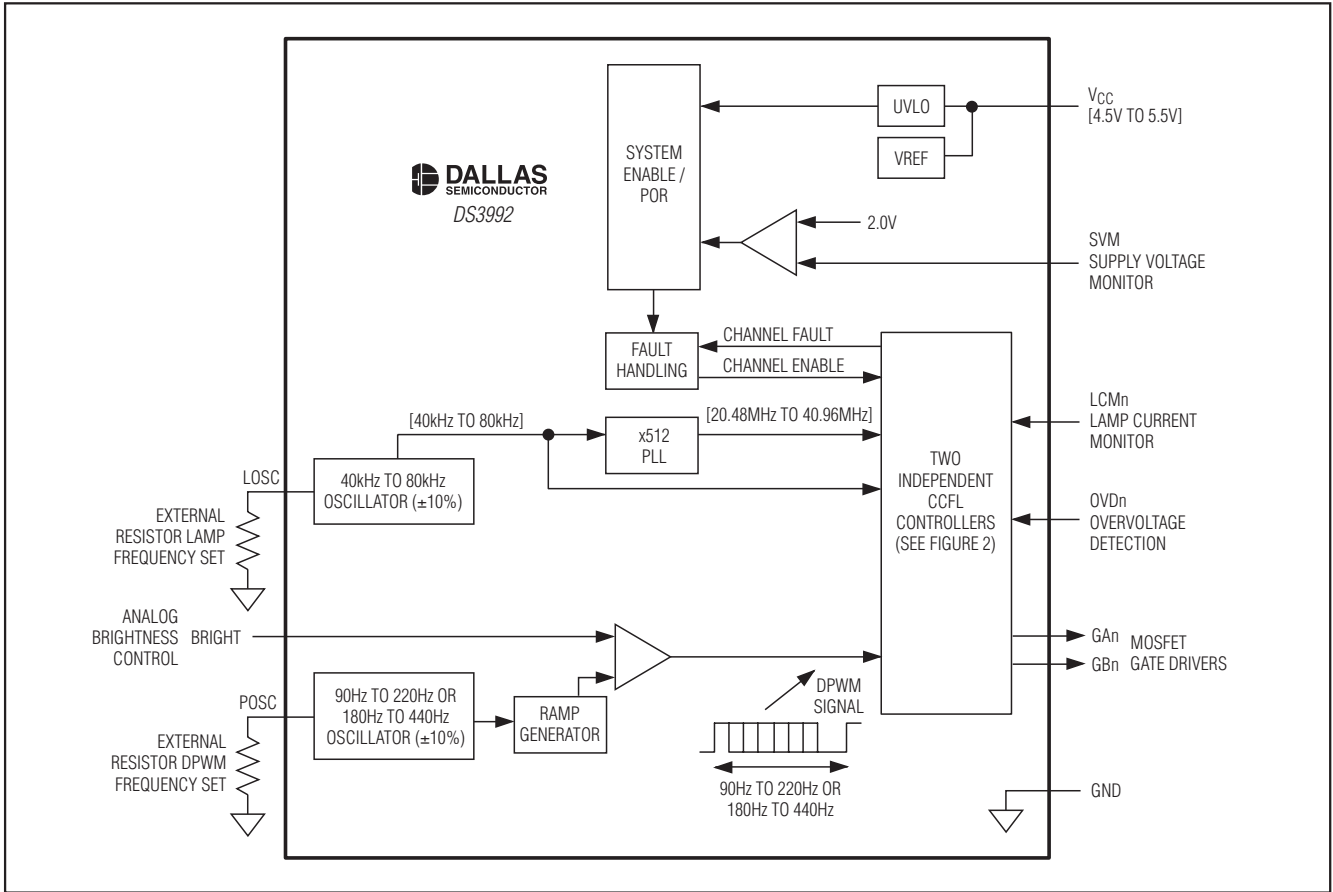 UVLO
VCC
[4.5V TO 5.5V]
VREF
SYSTEM
ENABLE /
POR
DALLAS
SEMICONDUCTOR
DS3992
2.0V
SVM
SUPPLY VOLTAGE
MONITOR
FAULT
HANDLING
CHANNEL FAULT
CHANNEL ENABLE
[40kHz TO 80kHz]
x512
PLL
[20.48MHz TO 40.96MHz]
TWO
INDEPENDENT
CCFL
CONTROLLERS
(SEE FIGURE 2)
LCMn
LAMP CURRENT
MONITOR
OVDn
OVERVOLTAGE
DETECTION
LOSC
40kHz TO 80kHz
OSCILLATOR (±10%)
EXTERNAL
RESISTOR LAMP
FREQUENCY SET
ANALOG
BRIGHTNESS BRIGHT
CONTROL
GAn
GBn
MOSFET
GATE DRIVERS
POSC
90Hz TO 220Hz OR
180Hz TO 440Hz
OSCILLATOR (±10%)
RAMP
GENERATOR
DPWM
SIGNAL
90Hz TO 220Hz OR
180Hz TO 440Hz
EXTERNAL
RESISTOR DPWM
FREQUENCY SET
GND